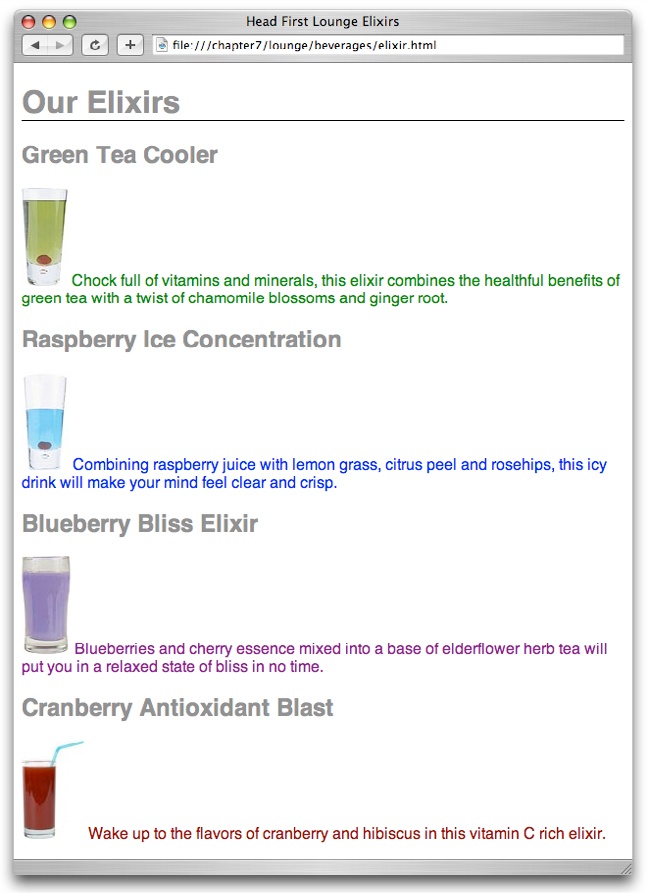 Head First Lounge Elixirs
file:///chapter7/lounge/beverages/elixir.html
Our Elixirs
Green Tea Cooler
Chock full of vitamins and minerals, this elixir combines the healthful benefits of
green tea with a twist of chamomile blossoms and ginger root.
Raspberry Ice Concentration
Combining raspberry juice with lemon grass, citrus peel and rosehips, this icy
drink will make your mind feel clear and crisp.
Blueberry Bliss Elixir
Blueberries and cherry essence mixed into a base of elderflower herb tea will
put you in a relaxed state of bliss in no time.
Cranberry Antioxidant Blast
Wake up to the flavors of cranberry and hibiscus in this vitamin C rich elixir.